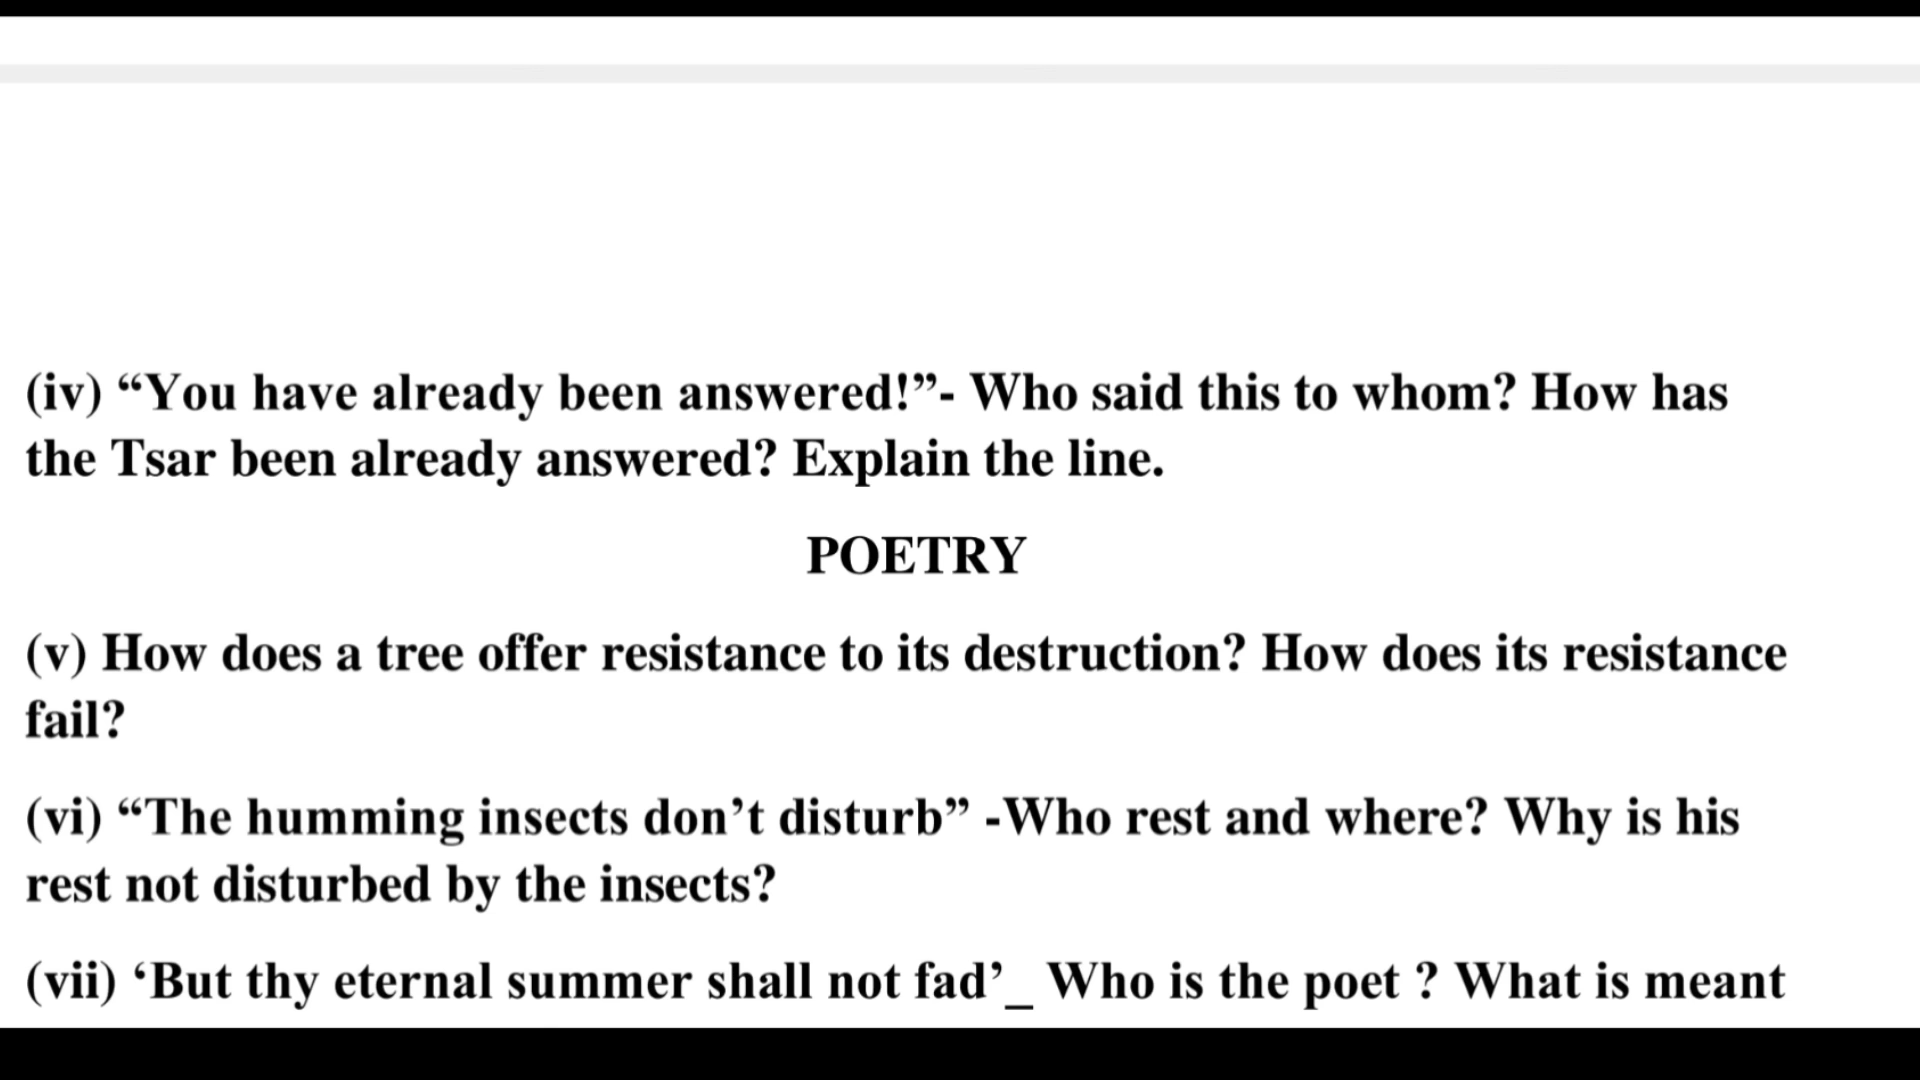 (iv) “You have already been answered!”- Who said this to whom? How has
the Tsar been already answered? Explain the line.
POETRY
(v) How does a tree offer resistance to its destruction? How does its resistance
fail?
(vi) “The humming insects don’t disturb” -Who rest and where? Why is his
rest not disturbed by the insects?
(vii) ‘But thy eternal summer shall not fad’_ Who is the poet ? What is meant